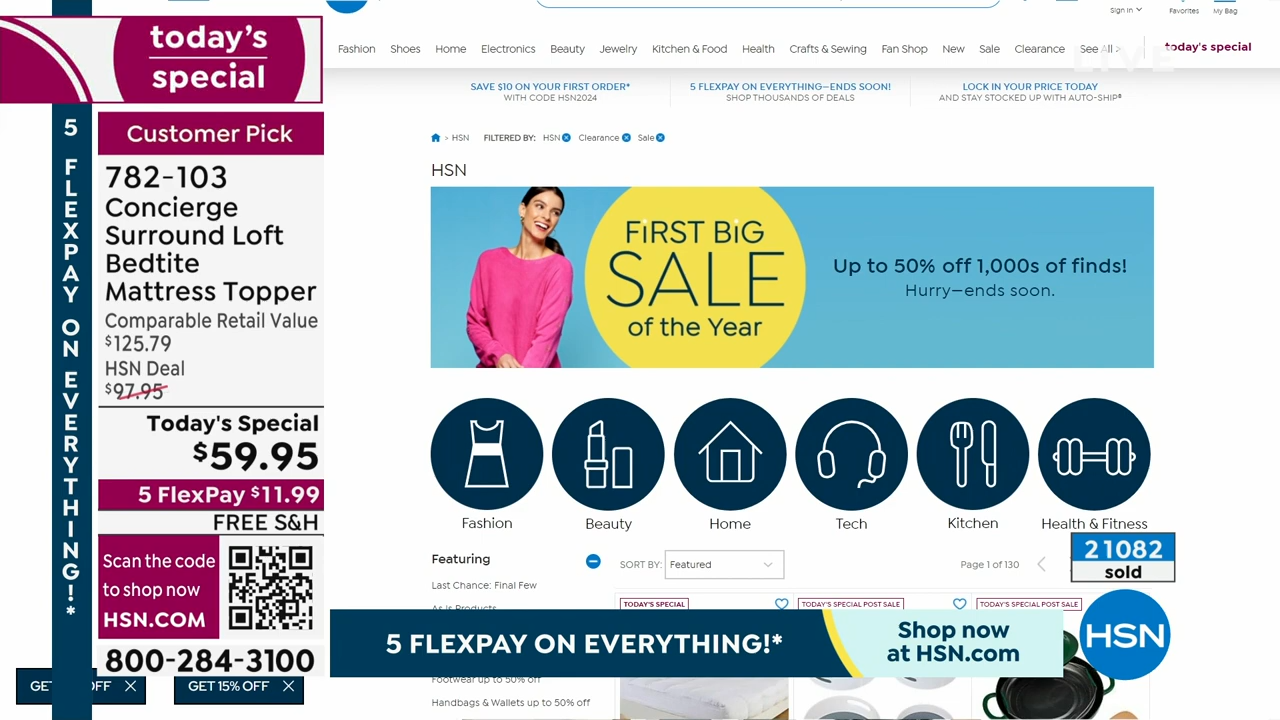 today's
special
5 FLEXPAY ON EVERYTHING!*
Customer Pick
782-103
Concierge
Surround Loft
Bedtite
Mattress Topper
Comparable Retail Value
$125.79
HSN Deal
$97.95
Today's Special
$59.95
5 FlexPay $11.99
FREE S&H
Scan the code
to shop now
HSN.COM
800-284-3100
GET 15% OFF
Sign In
Favorites
My Bag
Fashion Shoes Home Electronics Beauty Jewelry Kitchen & Food Health Crafts & Sewing Fan Shop New Sale Clearance See All
today's special
LIVE
SAVE $10 ON YOUR FIRST ORDER*
WITH CODE HSN2024
5 FLEXPAY ON EVERYTHING—ENDS SOON!
SHOP THOUSANDS OF DEALS
LOCK IN YOUR PRICE TODAY
AND STAY STOCKED UP WITH AUTO-SHIP®
> HSN FILTERED BY: HSN Clearance Sale
HSN
FIRST BIG
SALE
of the Year
Up to 50% off 1,000s of finds!
Hurry—ends soon.
Fashion
Beauty
Home
Tech
Kitchen
Health & Fitness
Featuring
SORT BY: Featured
Page 1 of 130
21082
sold
Last Chance: Final Few
As Is Products
TODAY'S SPECIAL
TODAY'S SPECIAL POST SALE
TODAY'S SPECIAL POST SALE
5 FLEXPAY ON EVERYTHING!*
Shop now
at HSN.com
HSN
Footwear up to 50% off
Handbags & Wallets up to 50% off